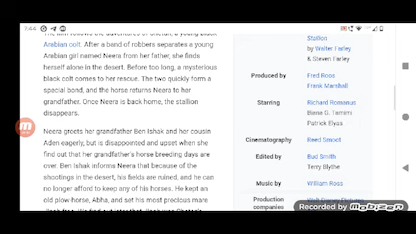 7:44
Arabian colt. After a band of robbers separates a young
Arabian girl named Neera from her father, she finds
herself alone in the desert. Before too long, a mysterious
black colt comes to her rescue. The two quickly form a
special bond, and the horse returns Neera to her
grandfather. Once Neera is back home, the stallion
disappears.
Neera greets her grandfather Ben Ishak and her cousin
Aden eagerly, but is disappointed and upset when she
find out that her grandfather's horse breeding days are
over. Ben Ishak informs Neera that because of the
shootings in the desert, his fields are ruined, and he can
no longer afford to keep any of his horses. He kept an
old plow horse, Abha, and set his most precious mare
Stallion
by Walter Farley
& Steven Farley
Produced by Fred Roos
Frank Marshall
Starring Richard Romanus
Biana G. Tamimi
Patrick Elyas
Cinematography Reed Smoot
Edited by Bud Smith
Terry Blythe
Music by William Ross
Production
companies
Recorded by Mobizen